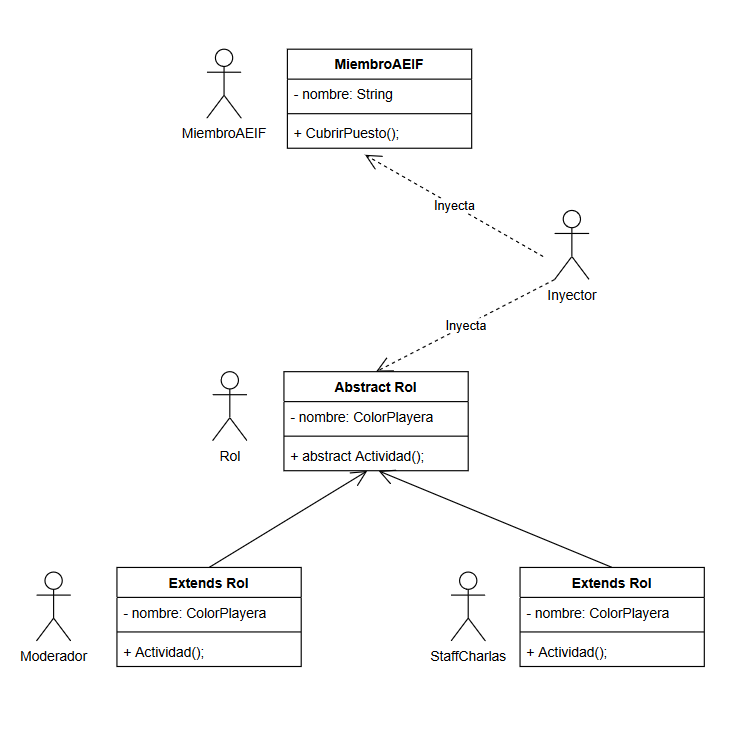 MiembroAEIF
- nombre: String
+ CubrirPuesto();
MiembroAEIF
Inyecta
Inyector
Inyecta
Abstract Rol
- nombre: ColorPlayera
+ abstract Actividad();
Rol
Extends Rol
- nombre: ColorPlayera
+ Actividad();
Moderador
Extends Rol
- nombre: ColorPlayera
+ Actividad();
StaffCharlas